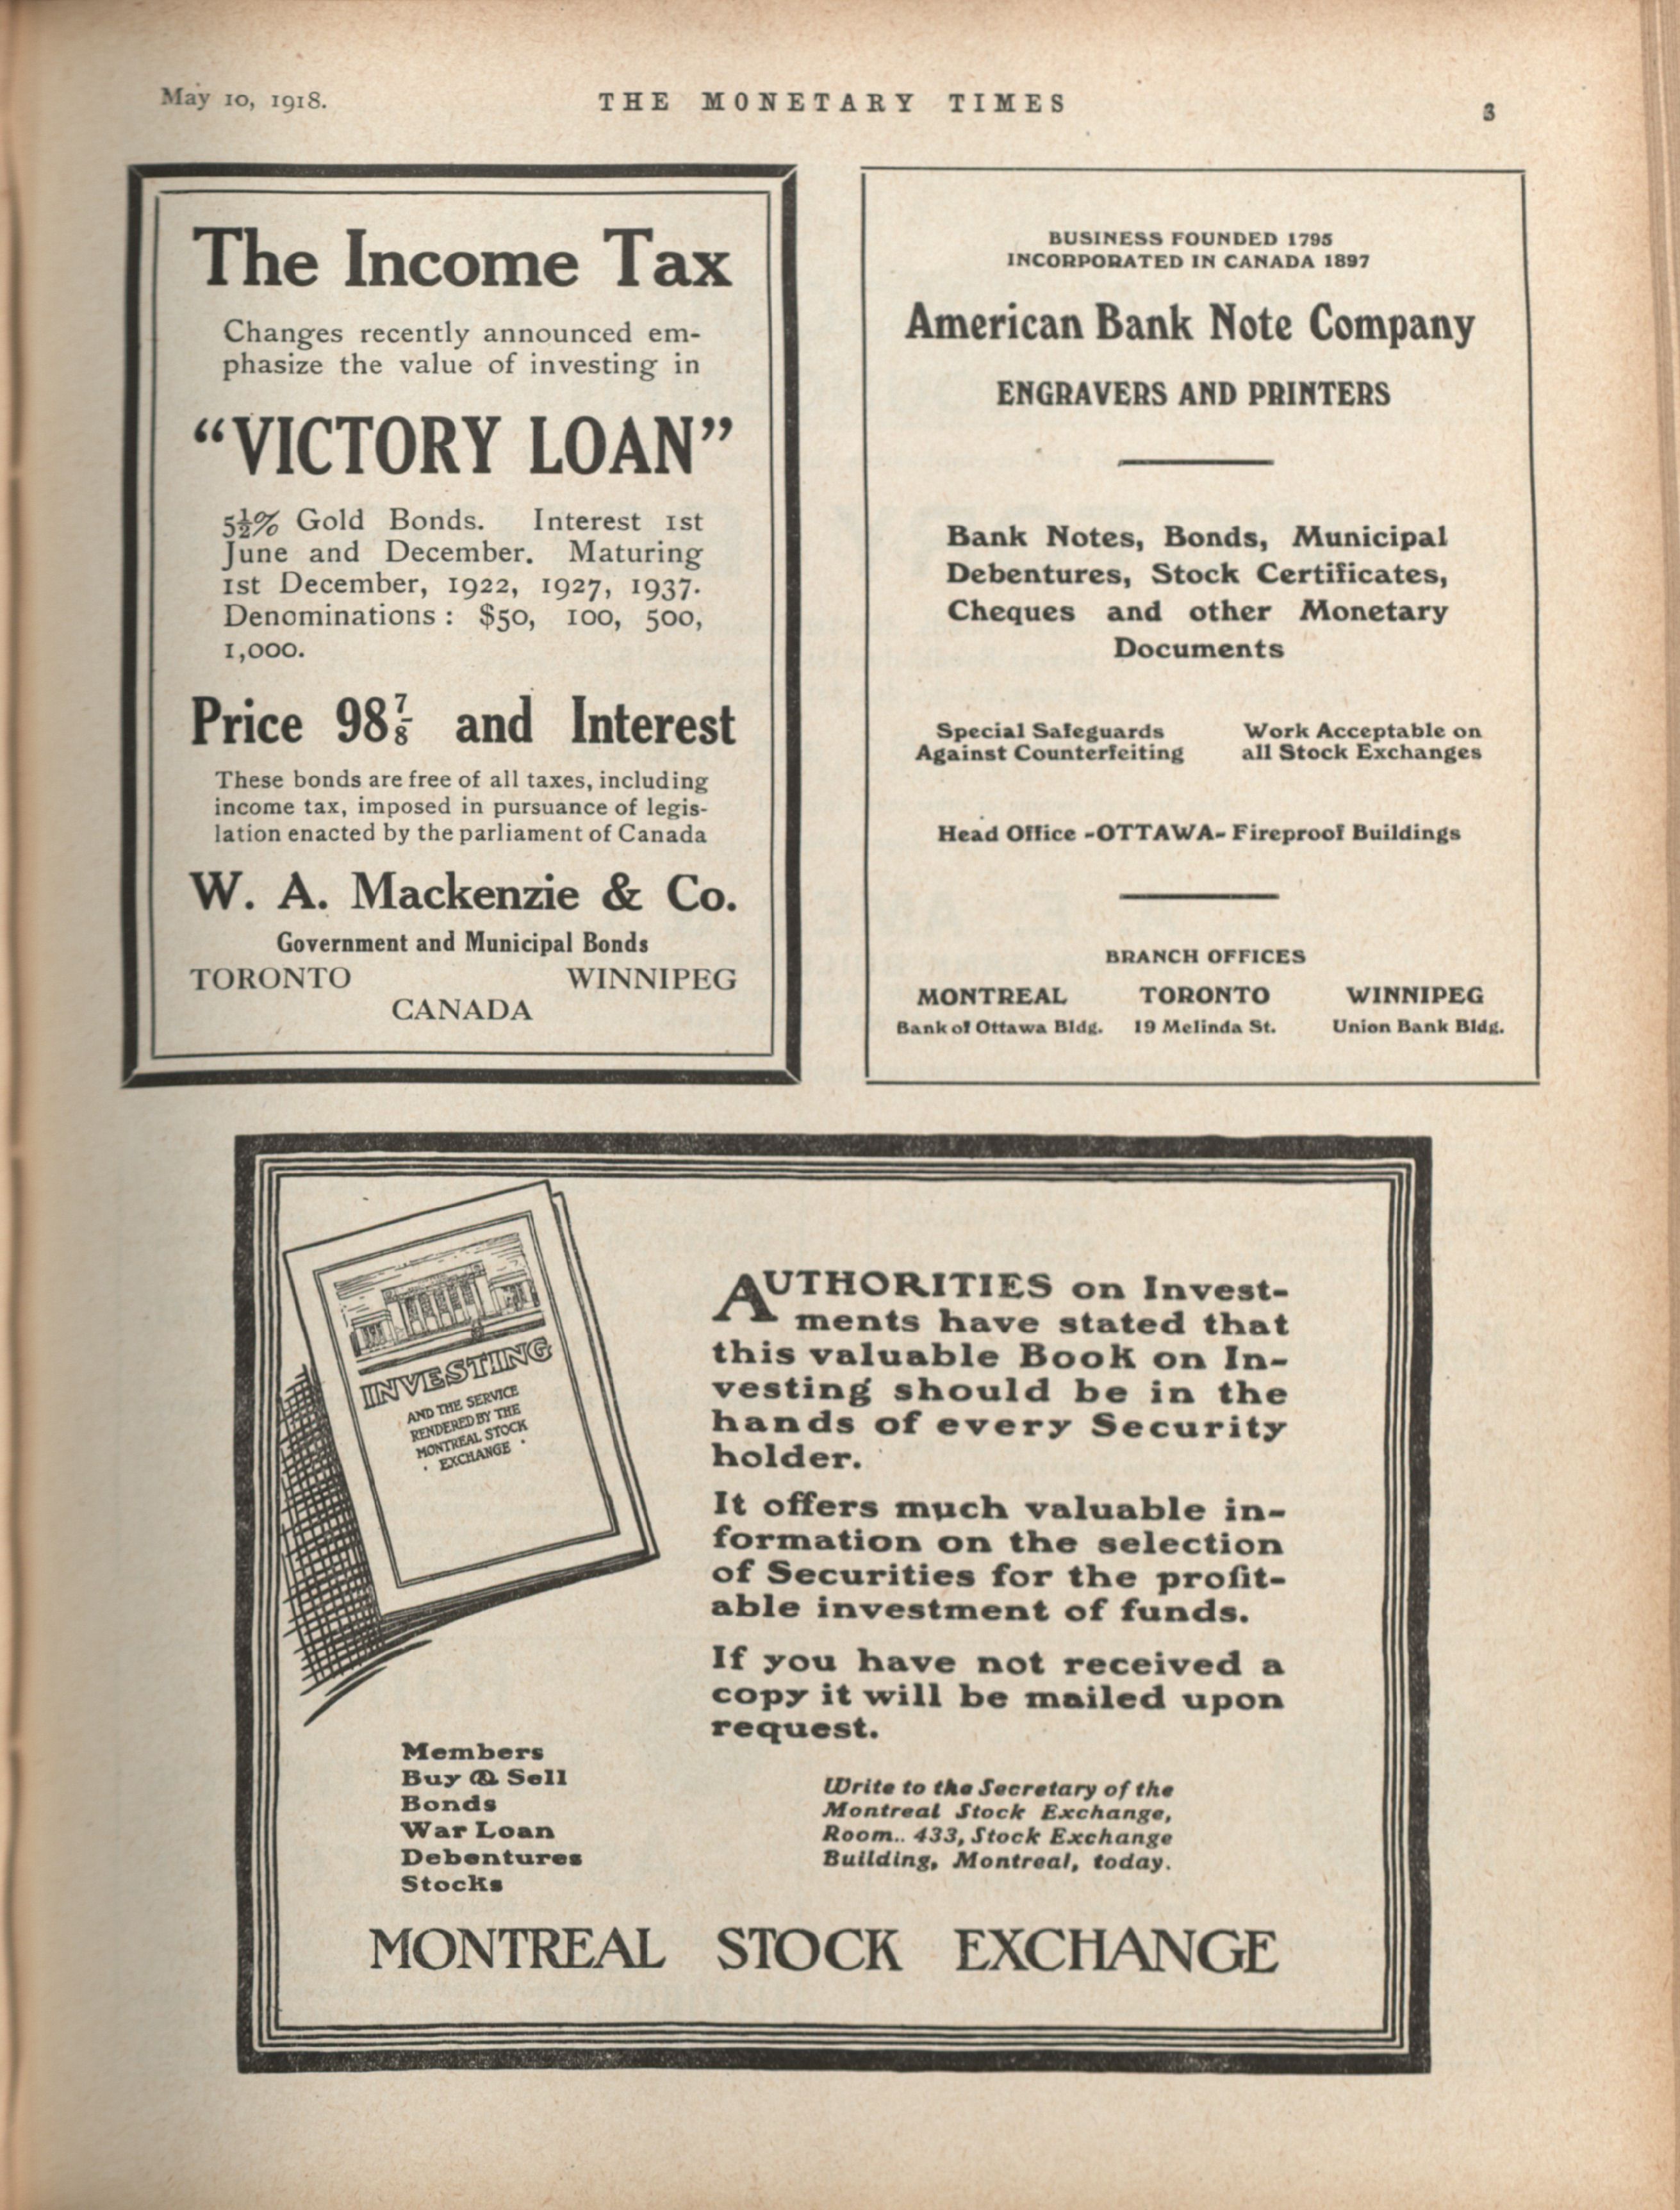 May 10, 1918.
THE MONETARY TIMES
3
The Income Tax
Changes recently announced em-
phasize the value of investing in
“VICTORY LOAN”
5½% Gold Bonds. Interest 1st
June and December. Maturing
1st December, 1922, 1927, 1937.
Denominations : $50, 100, 500,
1,000.
Price 98⅞ and Interest
These bonds are free of all taxes, including
income tax, imposed in pursuance of legis-
lation enacted by the parliament of Canada
W. A. Mackenzie & Co.
Government and Municipal Bonds
TORONTO WINNIPEG
CANADA
BUSINESS FOUNDED 1795
INCORPORATED IN CANADA 1897
American Bank Note Company
ENGRAVERS AND PRINTERS
Bank Notes, Bonds, Municipal
Debentures, Stock Certificates,
Cheques and other Monetary
Documents
Special Safeguards
Against Counterfeiting
Work Acceptable on
all Stock Exchanges
Head Office -OTTAWA- Fireproof Buildings
BRANCH OFFICES
MONTREAL TORONTO WINNIPEG
Bank of Ottawa Bldg. 19 Melinda St. Union Bank Bldg.
INVESTING
AND THE SERVICE
RENDERED BY THE
MONTREAL STOCK
· EXCHANGE ·
AUTHORITIES on Invest-
ments have stated that
this valuable Book on In-
vesting should be in the
hands of every Security
holder.
It offers much valuable in-
formation on the selection
of Securities for the profit-
able investment of funds.
If you have not received a
copy it will be mailed upon
request.
Members
Buy & Sell
Bonds
War Loan
Debentures
Stocks
Write to the Secretary of the
Montreal Stock Exchange,
Room.. 433, Stock Exchange
Building, Montreal, today.
MONTREAL STOCK EXCHANGE